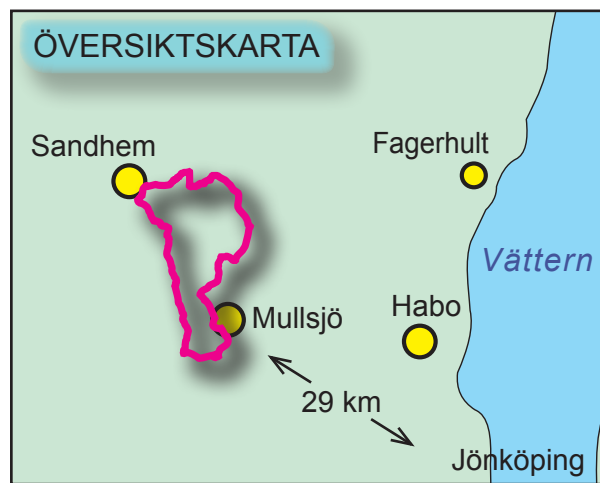 ÖVERSIKTSKARTA
Sandhem
Fagerhult
Vättern
Mullsjö
Habo
29 km
Jönköping